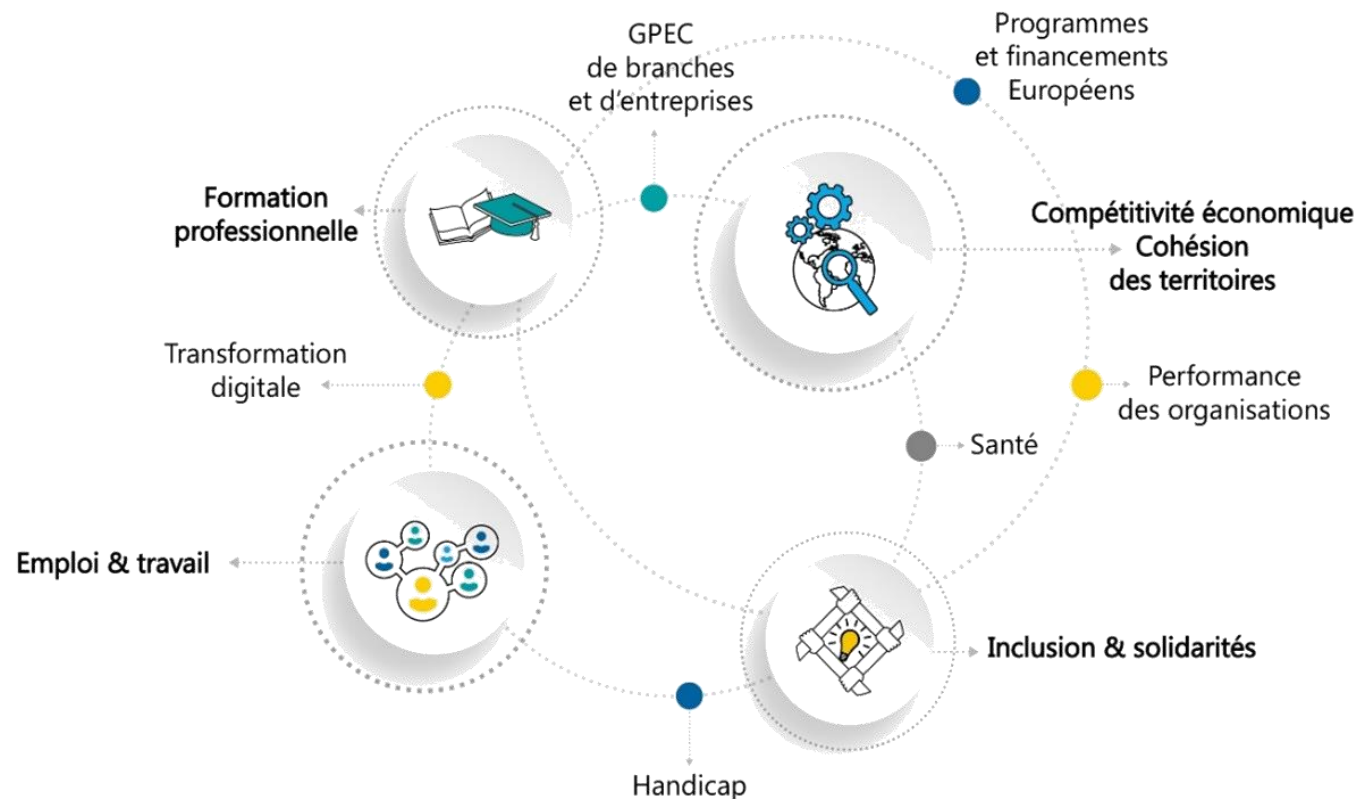 GPEC
de branches
et d'entreprises
Programmes
et financements
Européens
Formation
professionnelle
Compétitivité économique
Cohésion
des territoires
Transformation
digitale
Performance
des organisations
Santé
Emploi & travail
Inclusion & solidarités
Handicap